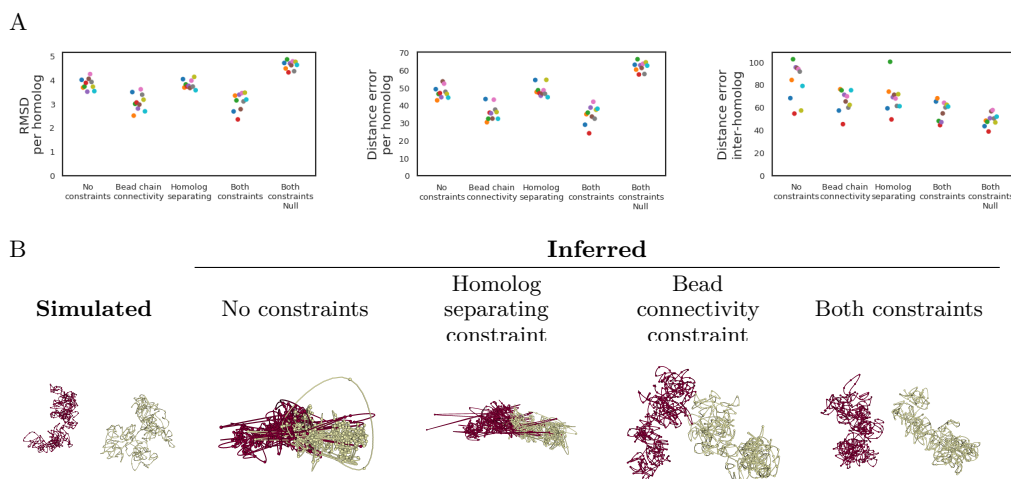 A
RMSD
per homolog
5
4
3
2
1
0
No
constraints
Bead chain
connectivity
Homolog
separating
Both
constraints
Both
constraints
Null
Distance error
per homolog
70
60
50
40
30
20
10
0
No
constraints
Bead chain
connectivity
Homolog
separating
Both
constraints
Both
constraints
Null
Distance error
inter-homolog
100
80
60
40
20
0
No
constraints
Bead chain
connectivity
Homolog
separating
Both
constraints
Both
constraints
Null
B
Inferred
Simulated
No constraints
Homolog
separating
constraint
Bead
connectivity
constraint
Both constraints